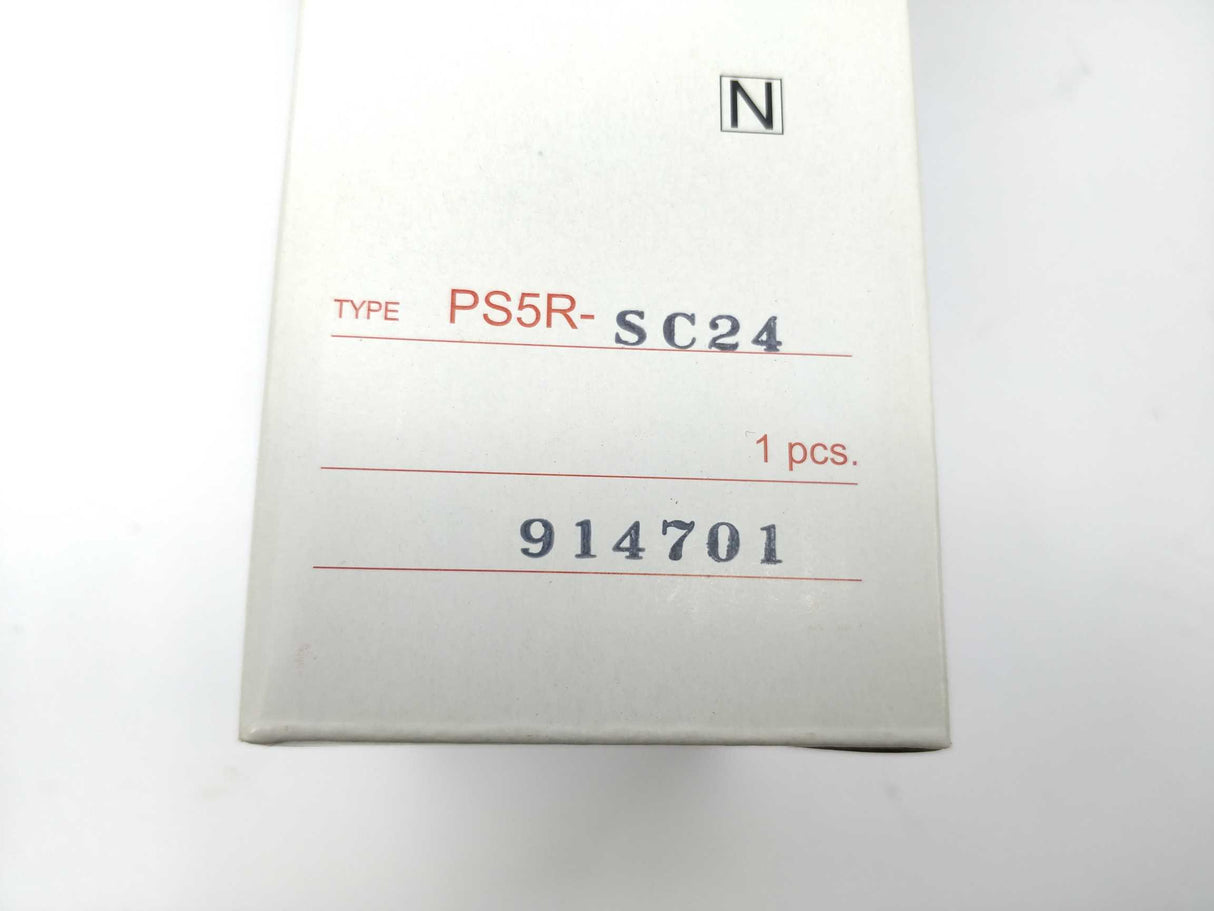 N
TYPE PS5R-SC24
1 pcs.
914701